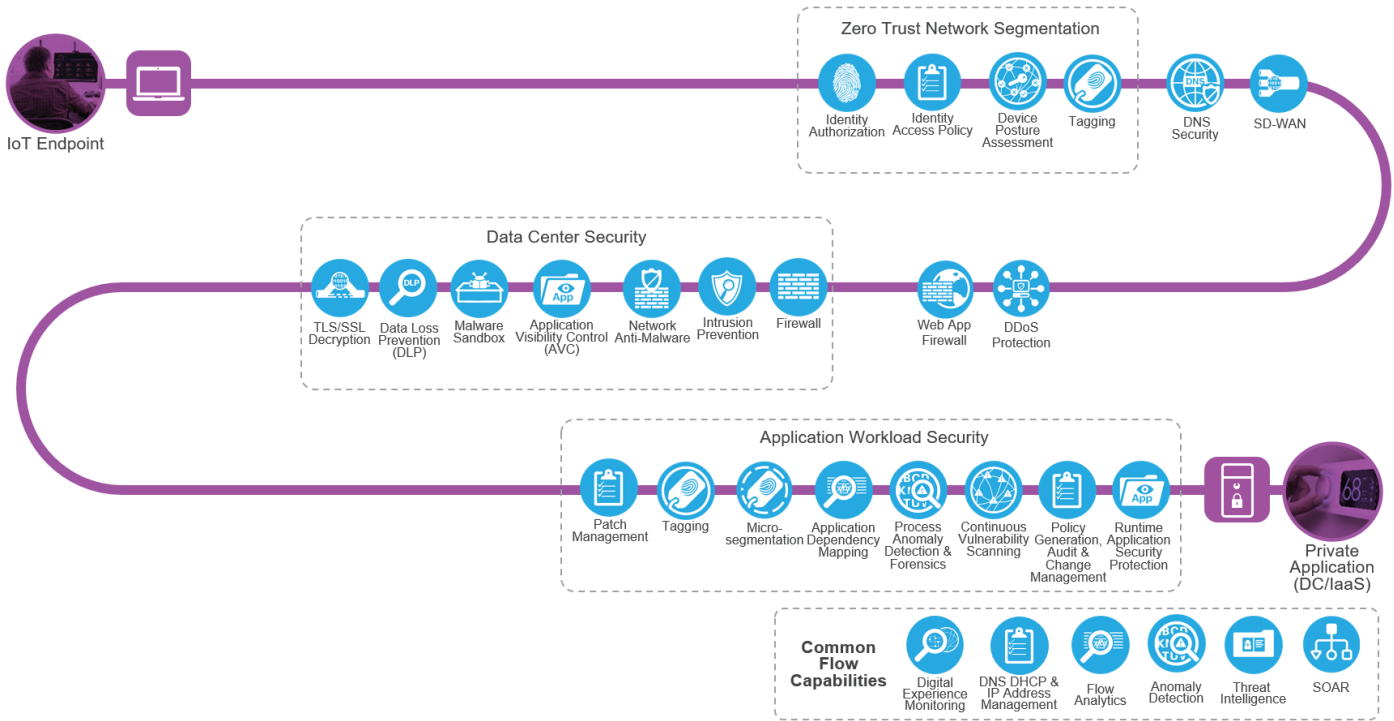 Zero Trust Network Segmentation
IoT Endpoint
Identity
Authorization
Identity
Access Policy
Device
Posture
Assessment
Tagging
DNS
DNS
Security
SD-WAN
Data Center Security
TLS/SSL
Decryption
DLP
Data Loss
Prevention
(DLP)
Malware
Sandbox
App
Application
Visibility Control
(AVC)
Network
Anti-Malware
Intrusion
Prevention
Firewall
Web App
Firewall
DDoS
Protection
Application Workload Security
Patch
Management
Tagging
Micro-
segmentation
Application
Dependency
Mapping
Process
Anomaly
Detection &
Forensics
Continuous
Vulnerability
Scanning
Policy
Generation,
Audit &
Change
Management
App
Runtime
Application
Security
Protection
68
Private
Application
(DC/IaaS)
Common
Flow
Capabilities
Digital
Experience
Monitoring
DNS DHCP &
IP Address
Management
Flow
Analytics
Anomaly
Detection
Threat
Intelligence
SOAR